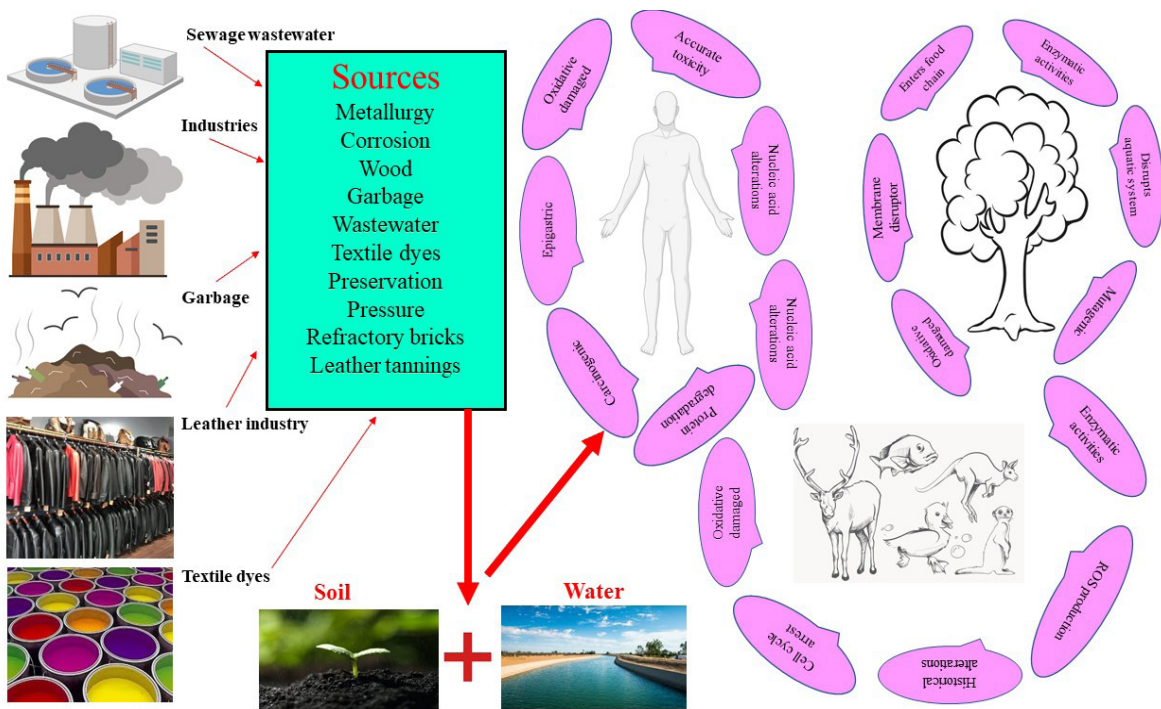 Sewage wastewater
Industries
Garbage
Leather industry
Textile dyes
Sources
Metallurgy
Corrosion
Wood
Garbage
Wastewater
Textile dyes
Preservation
Pressure
Refractory bricks
Leather tannings
Soil
Water
Oxidative
damaged
Accurate
toxicity
Epigastric
Nucleic acid
alterations
Nucleic acid
alterations
Carcimogenic
Protein
degradation
Oxidative
damaged
Cell cycle
arrest
Historical
alterations
ROS production
Enzymatic
activities
Enters food
chain
Enzymatic
activities
Membrane
disruptor
Disrupts
aquatic system
Oxidative
damaged
Mutagenic